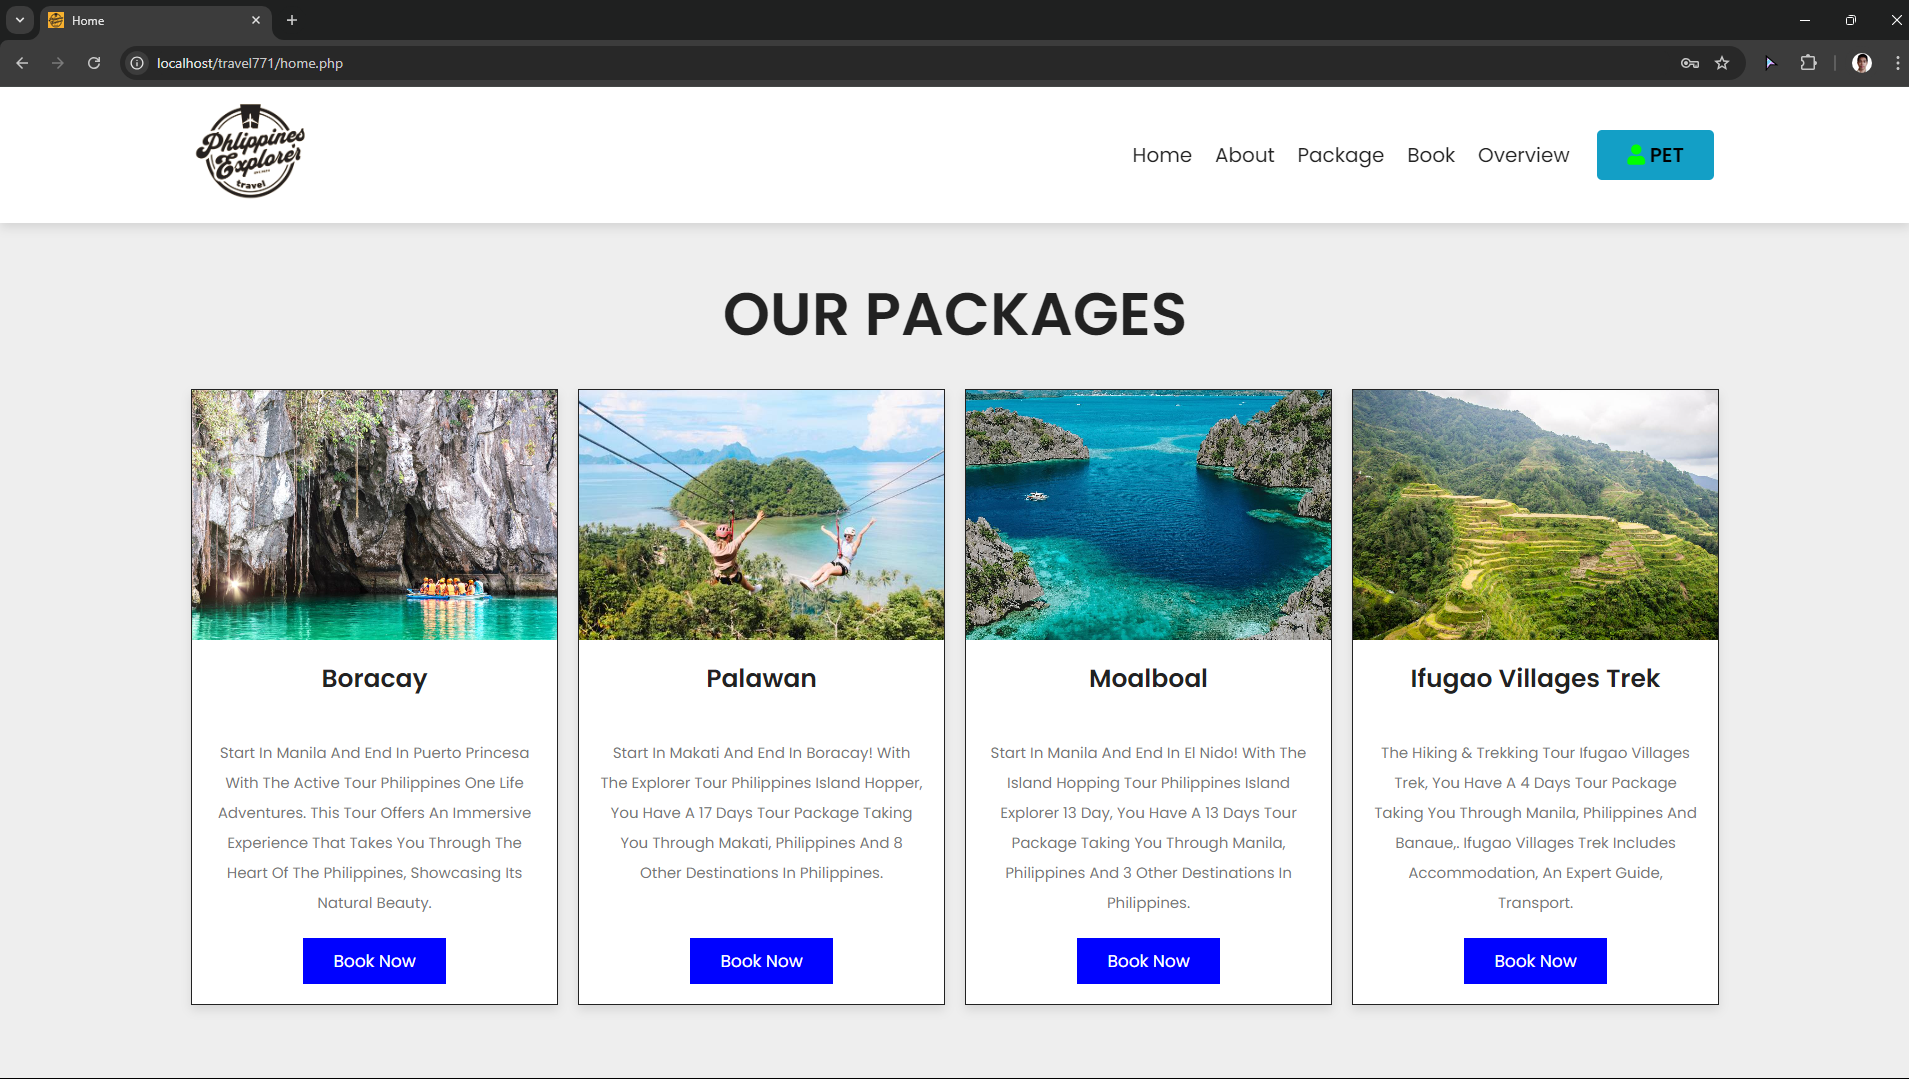 Home
localhost/travel771/home.php
Phlippines
Explorer
travel
Home About Package Book Overview PET
OUR PACKAGES
Boracay
Start In Manila And End In Puerto Princesa
With The Active Tour Philippines One Life
Adventures. This Tour Offers An Immersive
Experience That Takes You Through The
Heart Of The Philippines, Showcasing Its
Natural Beauty.
Book Now
Palawan
Start In Makati And End In Boracay! With
The Explorer Tour Philippines Island Hopper,
You Have A 17 Days Tour Package Taking
You Through Makati, Philippines And 8
Other Destinations In Philippines.
Book Now
Moalboal
Start In Manila And End In El Nido! With The
Island Hopping Tour Philippines Island
Explorer 13 Day, You Have A 13 Days Tour
Package Taking You Through Manila,
Philippines And 3 Other Destinations In
Philippines.
Book Now
Ifugao Villages Trek
The Hiking & Trekking Tour Ifugao Villages
Trek, You Have A 4 Days Tour Package
Taking You Through Manila, Philippines And
Banaue,. Ifugao Villages Trek Includes
Accommodation, An Expert Guide,
Transport.
Book Now